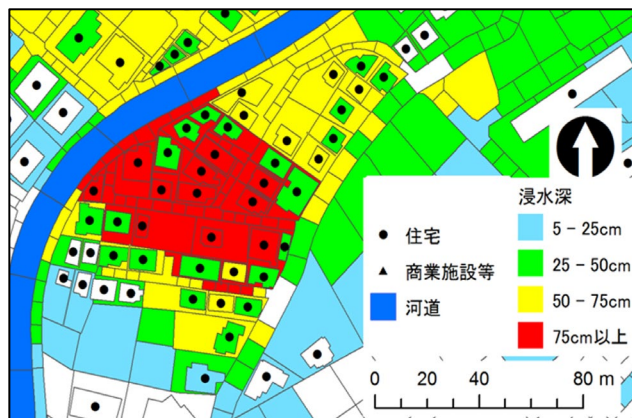 浸水深
住宅
商業施設等
河道
5 - 25cm
25 - 50cm
50 - 75cm
75cm以上
0 20 40 80 m